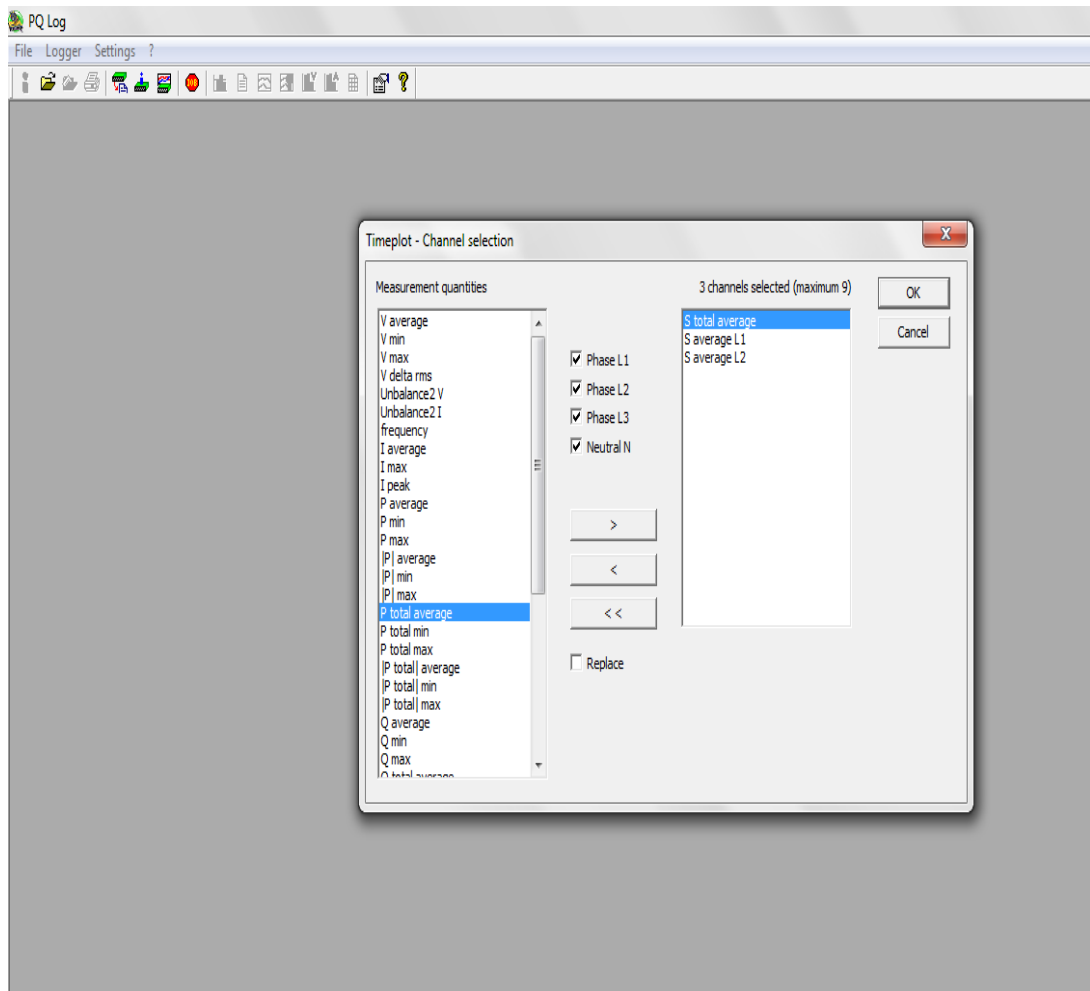 PQ Log
File Logger Settings ?
Timeplot - Channel selection
Measurement quantities
3 channels selected (maximum 9)
V average
V min
V max
V delta rms
Unbalance2 V
Unbalance2 I
frequency
I average
I max
I peak
P average
P min
P max
|P| average
|P| min
|P| max
P total average
P total min
P total max
|P total| average
|P total| min
|P total| max
Q average
Q min
Q max
Q total average
Phase L1
Phase L2
Phase L3
Neutral N
>
<
<<
Replace
S total average
S average L1
S average L2
OK
Cancel